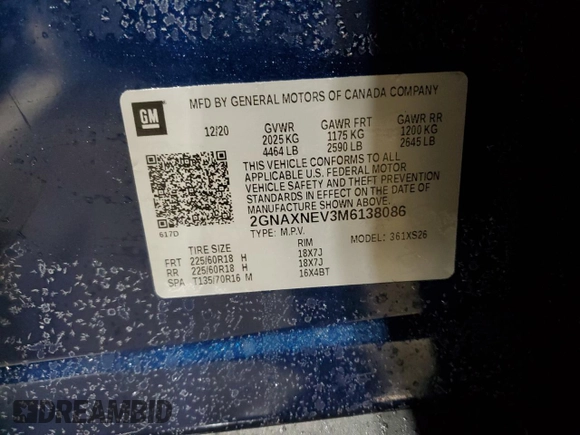 GM
MFD BY GENERAL MOTORS OF CANADA COMPANY
12/20 GVWR GAWR FRT GAWR RR
2025 KG 1175 KG 1200 KG
4464 LB 2590 LB 2645 LB
THIS VEHICLE CONFORMS TO ALL
APPLICABLE U.S. FEDERAL MOTOR
VEHICLE SAFETY AND THEFT PREVENTION
STANDARDS IN EFFECT ON THE DATE OF
MANUFACTURE SHOWN ABOVE.
2GNAXNEV3M6138086
617D
TYPE: M.P.V. MODEL: 361XS26
TIRE SIZE RIM
FRT 225/60R18 H 18X7J
RR 225/60R18 H 18X7J
SPA T135/70R16 M 16X4BT
DREAMBID